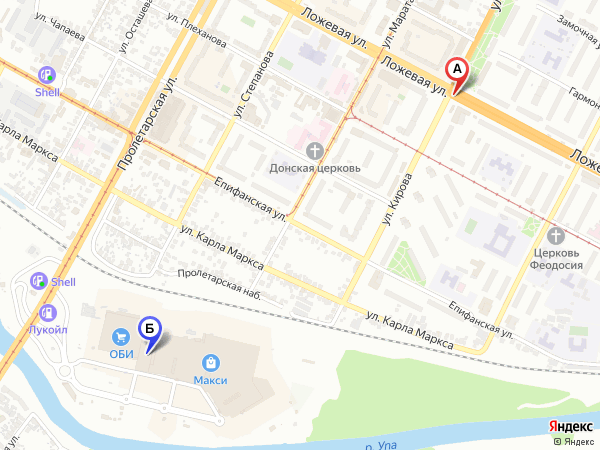 ул. Чапаева
ул. Осташева
ул. Плеханова
Ложевая ул.
ул. Марата
Замочная у
Shell
ул. Степанова
Ложевая ул.
А
Гармон
Пролетарская ул.
Карла Маркса
Донская церковь
Ложе
Епифанская ул.
ул. Кирова
ул. Карла Маркса
Церковь
Феодосия
Shell
Пролетарская наб.
Лукойл
ул. Карла Маркса
Епифанская ул.
Б
ОБИ
Макси
р. Упа
Яндекс
© Яндекс
ул.